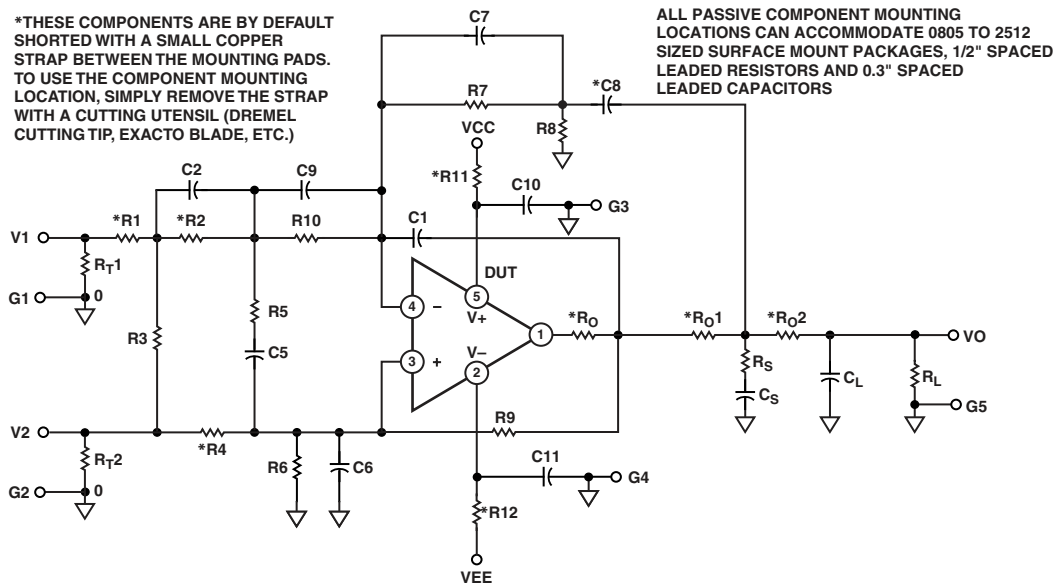 *THESE COMPONENTS ARE BY DEFAULT
SHORTED WITH A SMALL COPPER
STRAP BETWEEN THE MOUNTING PADS.
TO USE THE COMPONENT MOUNTING
LOCATION, SIMPLY REMOVE THE STRAP
WITH A CUTTING UTENSIL (DREMEL
CUTTING TIP, EXACTO BLADE, ETC.)
ALL PASSIVE COMPONENT MOUNTING
LOCATIONS CAN ACCOMMODATE 0805 TO 2512
SIZED SURFACE MOUNT PACKAGES, 1/2" SPACED
LEADED RESISTORS AND 0.3" SPACED
LEADED CAPACITORS
C7
R7
*C8
R8
VCC
*R11
C10
G3
C2
C9
*R1
*R2
R10
C1
V1
RT1
G1
0
R3
R5
C5
DUT
4
–
5
V+
3
+
V–
2
1
*RO
*RO1
*RO2
VO
RS
CS
CL
RL
G5
V2
*R4
R9
RT2
G2
0
R6
C6
C11
G4
*R12
VEE